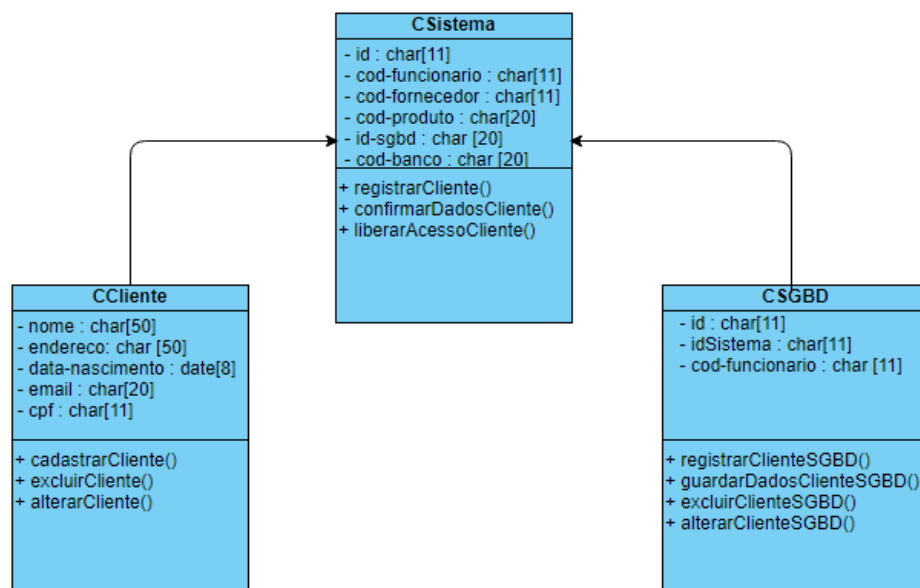 CSistema
- id : char[11]
- cod-funcionario : char[11]
- cod-fornecedor : char[11]
- cod-produto : char[20]
- id-sgbd : char [20]
- cod-banco : char [20]
+ registrarCliente()
+ confirmarDadosCliente()
+ liberarAcessoCliente()
CCliente
- nome : char[50]
- endereco: char [50]
- data-nascimento : date[8]
- email : char[20]
- cpf : char[11]
+ cadastrarCliente()
+ excluirCliente()
+ alterarCliente()
CSGBD
- id : char[11]
- idSistema : char[11]
- cod-funcionario : char [11]
+ registrarClienteSGBD()
+ guardarDadosClienteSGBD()
+ excluirClienteSGBD()
+ alterarClienteSGBD()